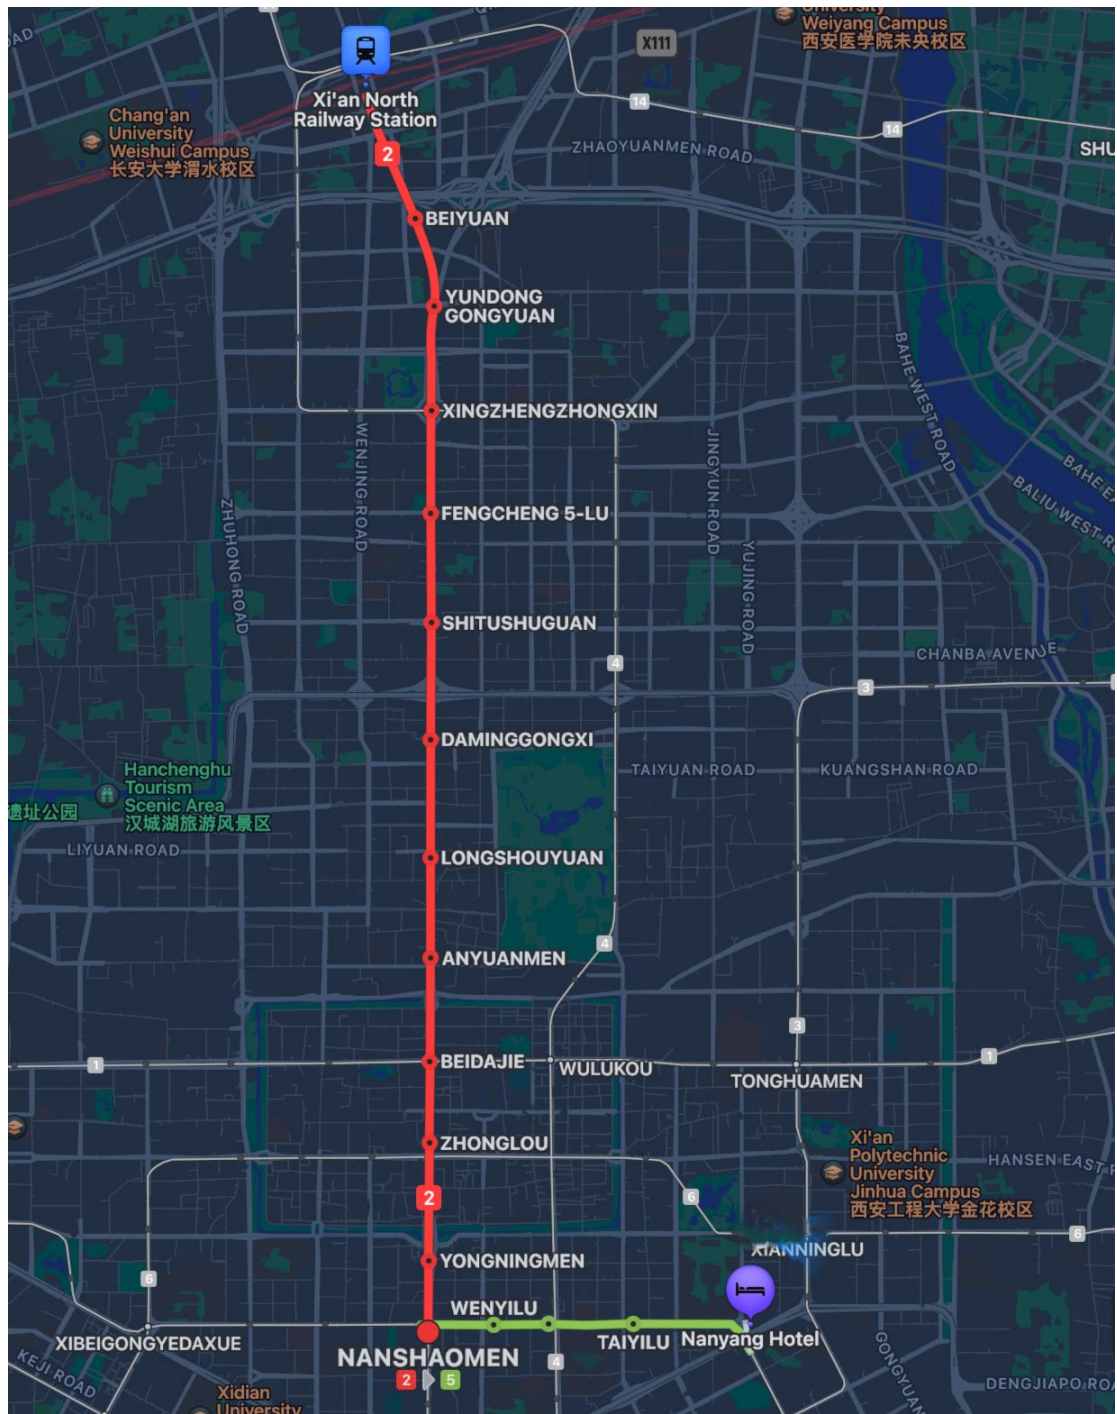 Weiyang Campus
西安医学院未央校区
X111
Xi'an North
Railway Station
Chang'an
University
Weishui Campus
长安大学渭水校区
14
14
2
ZHAOYUANMEN ROAD
SHU
BEIYUAN
YUNDONG
GONGYUAN
BAHE WEST ROAD
XINGZHENGZHONGXIN
WENJING ROAD
JINGYUN ROAD
BAHE EA
BALIU WEST RO
ZHUHONG ROAD
FENGCHENG 5-LU
YUJING ROAD
SHITUSHUGUAN
CHANBA AVENUE
4
3
DAMINGGONGXI
Hanchenghu
Tourism
Scenic Area
汉城湖旅游风景区
TAIYUAN ROAD
KUANGSHAN ROAD
遗址公园
LIYUAN ROAD
LONGSHOUYUAN
4
ANYUANMEN
3
1
BEIDAJIE
WULUKOU
1
TONGHUAMEN
ZHONGLOU
Xi'an
Polytechnic
University
Jinhua Campus
西安工程大学金花校区
HANSEN EAST R
2
6
6
XIANNINGLU
YONGNINGMEN
6
WENYILU
XIBEIGONGYEDAXUE
TAIYILU
Nanyang Hotel
NANSHAOMEN
2
5
4
KEJI ROAD
GONGYUAN
DENGJIAPO ROA
Xidian
University